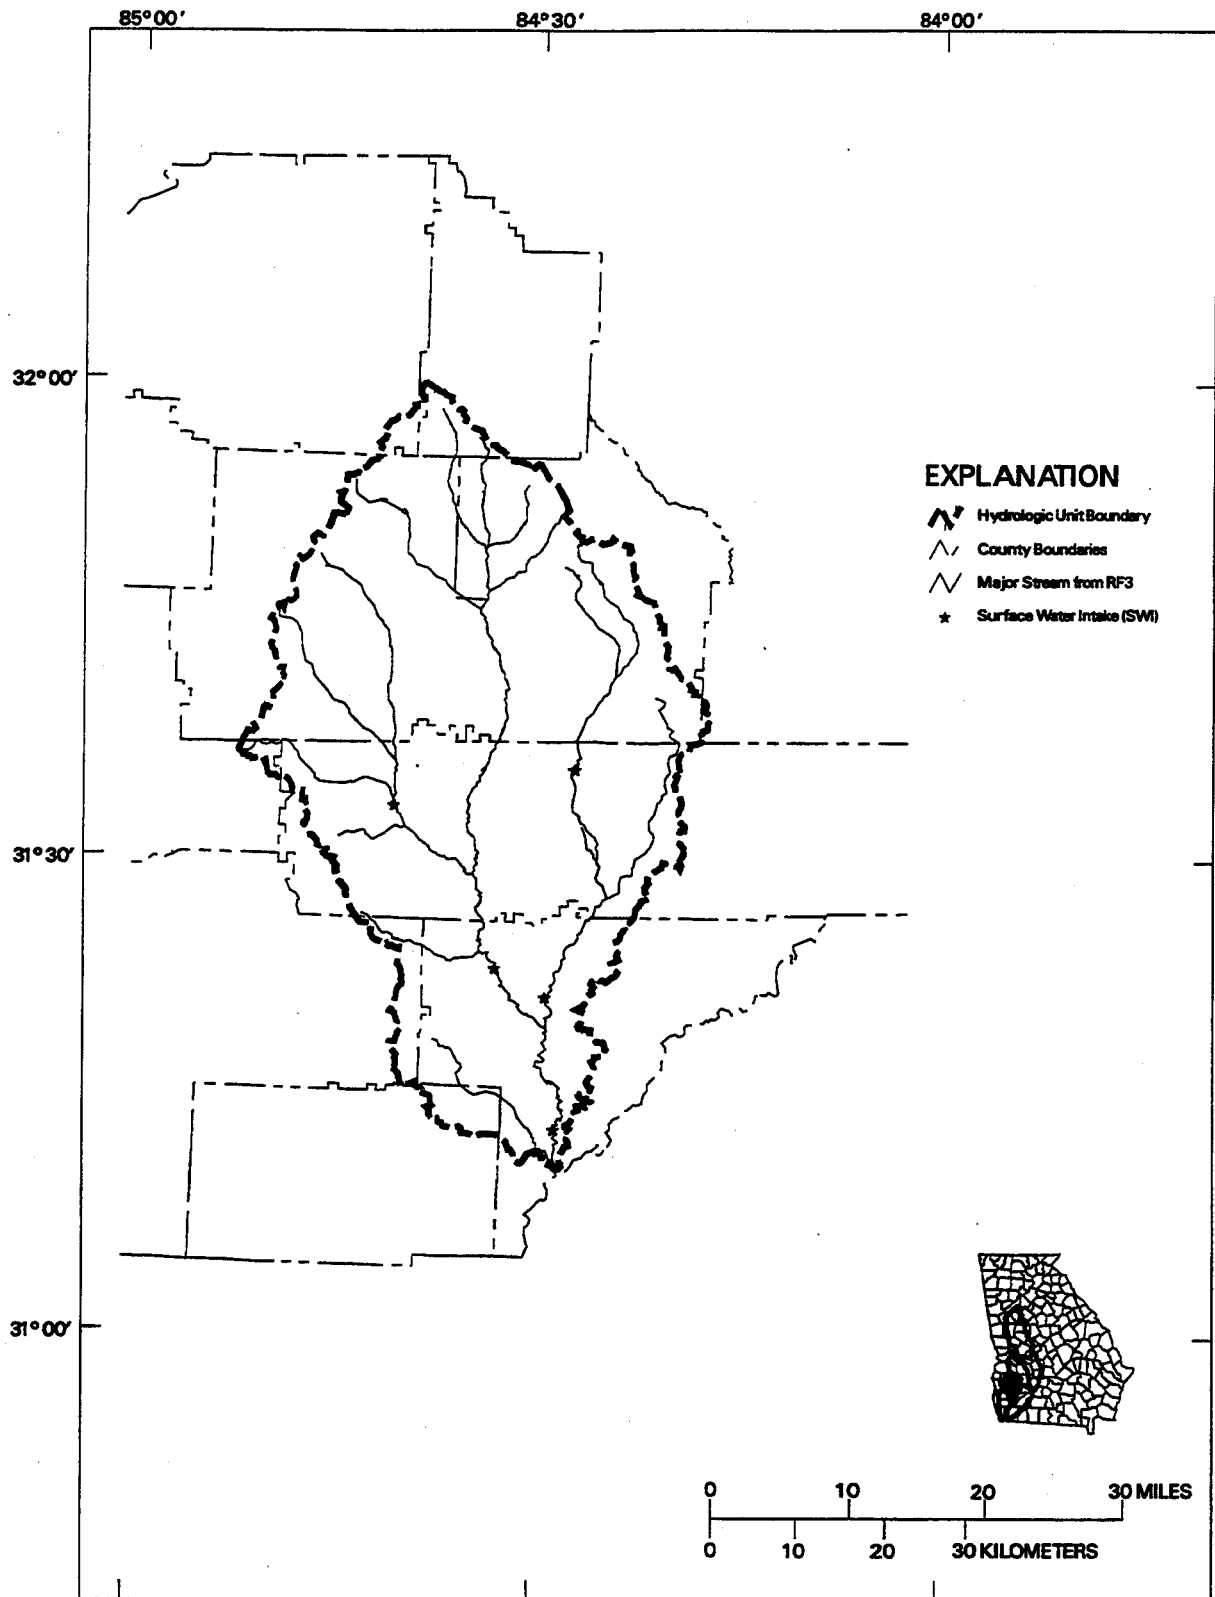 85°00′ 84°30′ 84°00′
32°00′
EXPLANATION
Hydrologic Unit Boundary
County Boundaries
Major Stream from RF3
Surface Water Intake (SWI)
31°30′
31°00′
0 10 20 30 MILES
0 10 20 30 KILOMETERS